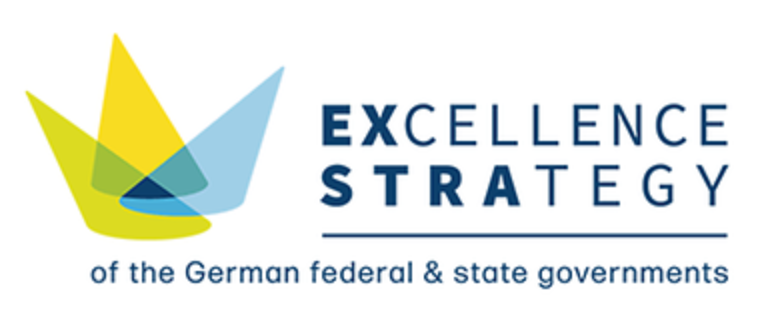 EXCELLENCE
STRATEGY
of the German federal & state governments